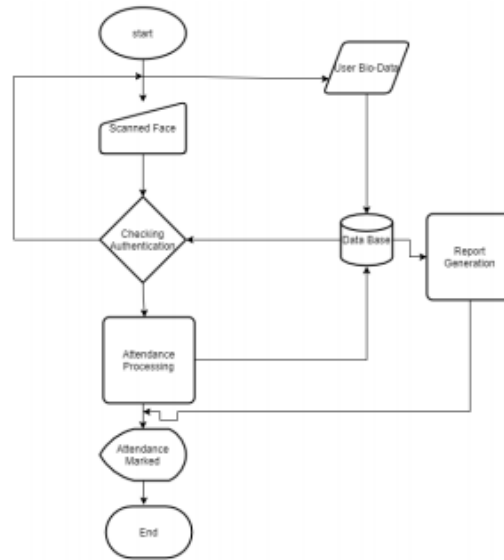 start
User Bio-Data
Scanned Face
Checking
Authentication
Data Base
Report
Generation
Attendance
Processing
Attendance
Marked
End